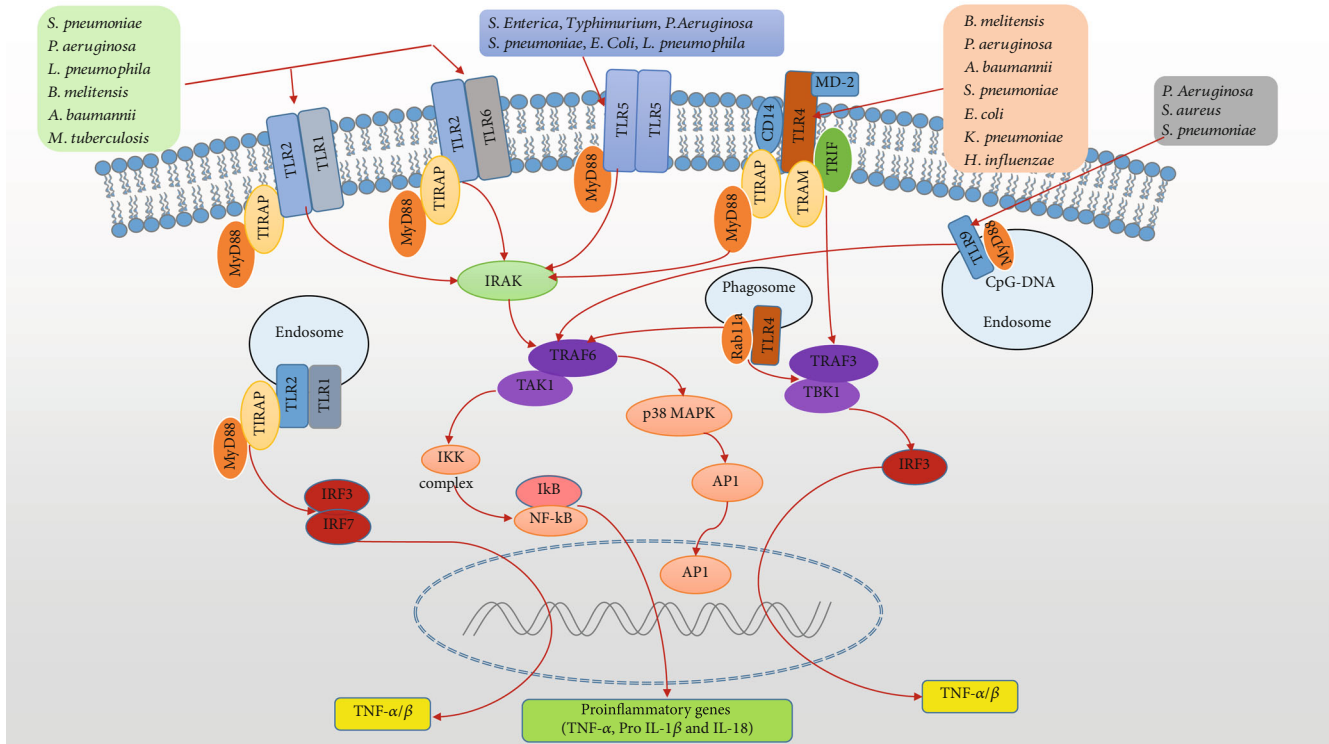 S. pneumoniae
P. aeruginosa
L. pneumophila
B. melitensis
A. baumannii
M. tuberculosis
S. Enterica, Typhimurium, P.Aeruginosa
S. pneumoniae, E. Coli, L. pneumophila
B. melitensis
P. aeruginosa
A. baumannii
S. pneumoniae
E. coli
K. pneumoniae
H. influenzae
P. Aeruginosa
S. aureus
S. pneumoniae
TLR2
TLR1
TIRAP
MyD88
TLR2
TLR6
TIRAP
MyD88
TLR5
TLR5
MyD88
CD14
TLR4
MD-2
TIRAP
MyD88
TRAM
TRIF
TLR9
MyD88
CpG-DNA
Endosome
IRAK
Phagosome
Rab11a
TLR4
Endosome
TLR2
TLR1
TIRAP
MyD88
TRAF6
TAK1
TRAF3
TBK1
p38 MAPK
IKK
complex
IkB
NF-kB
AP1
IRF3
IRF3
IRF7
AP1
TNF-α/β
Proinflammatory genes
(TNF-α, Pro IL-1β and IL-18)
TNF-α/β